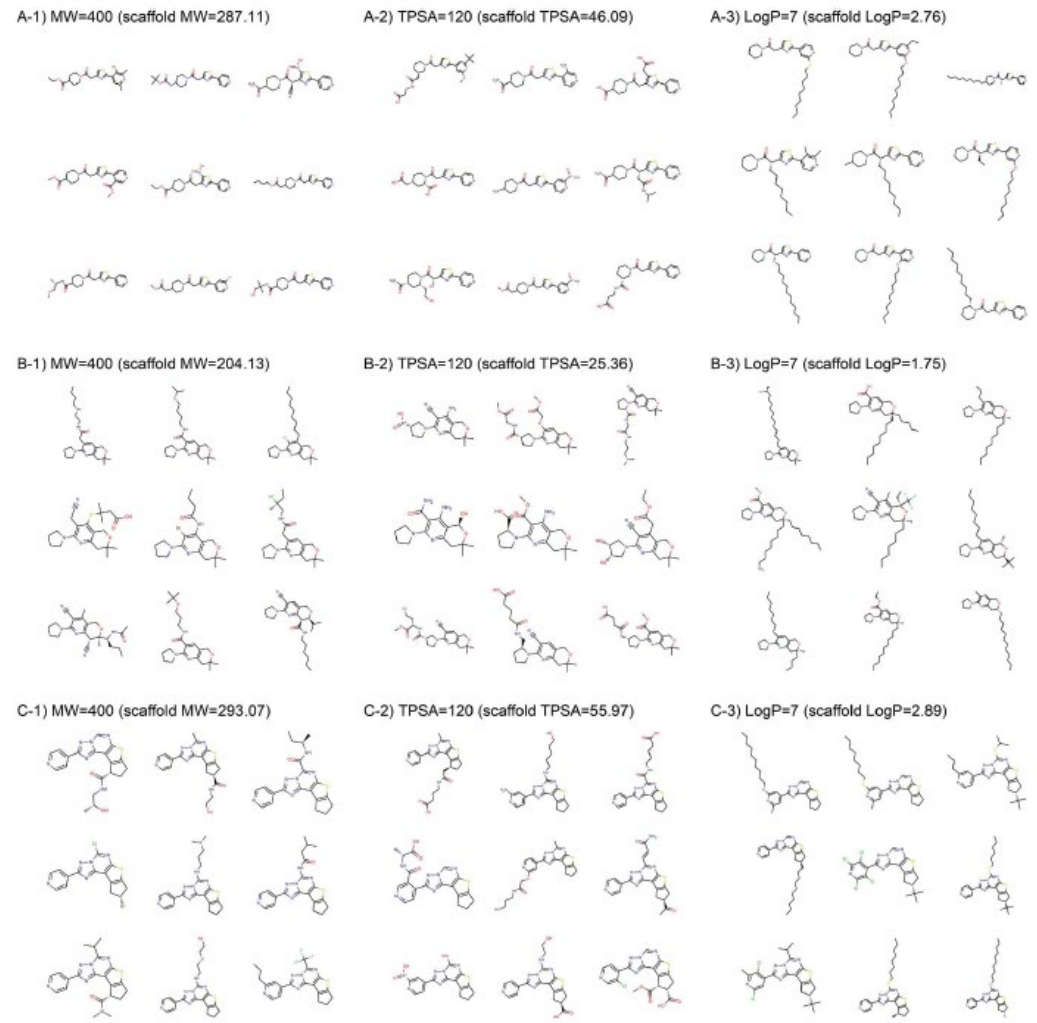 A-1) MW=400 (scaffold MW=287.11)
A-2) TPSA=120 (scaffold TPSA=46.09)
A-3) LogP=7 (scaffold LogP=2.76)
B-1) MW=400 (scaffold MW=204.13)
B-2) TPSA=120 (scaffold TPSA=25.36)
B-3) LogP=7 (scaffold LogP=1.75)
C-1) MW=400 (scaffold MW=293.07)
C-2) TPSA=120 (scaffold TPSA=55.97)
C-3) LogP=7 (scaffold LogP=2.89)